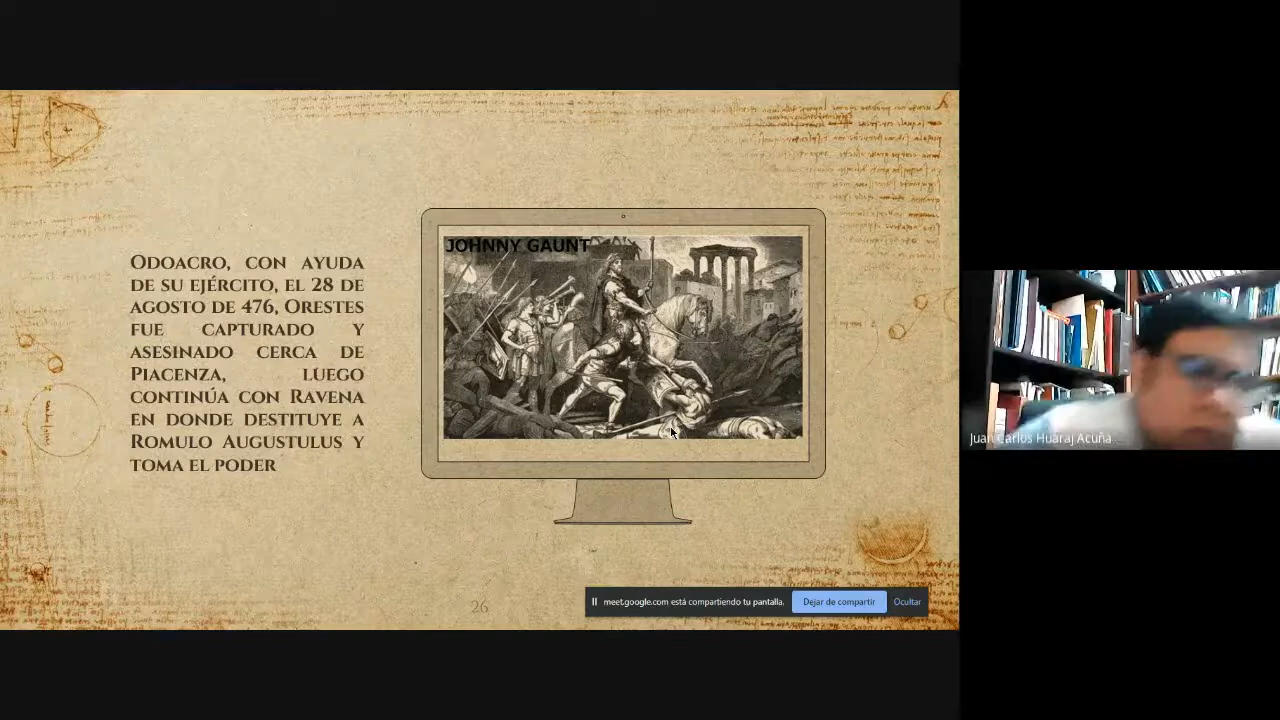 Odoacro, con ayuda
de su ejército, el 28 de
agosto de 476, Orestes
fue capturado y
asesinado cerca de
Piacenza, luego
continúa con Ravena
en donde destituye a
Romulo Augustulus y
toma el poder
JOHNNY GAUNT
26
meet.google.com está compartiendo tu pantalla.
Dejar de compartir
Ocultar
Juan Carlos Huaraj Acuña